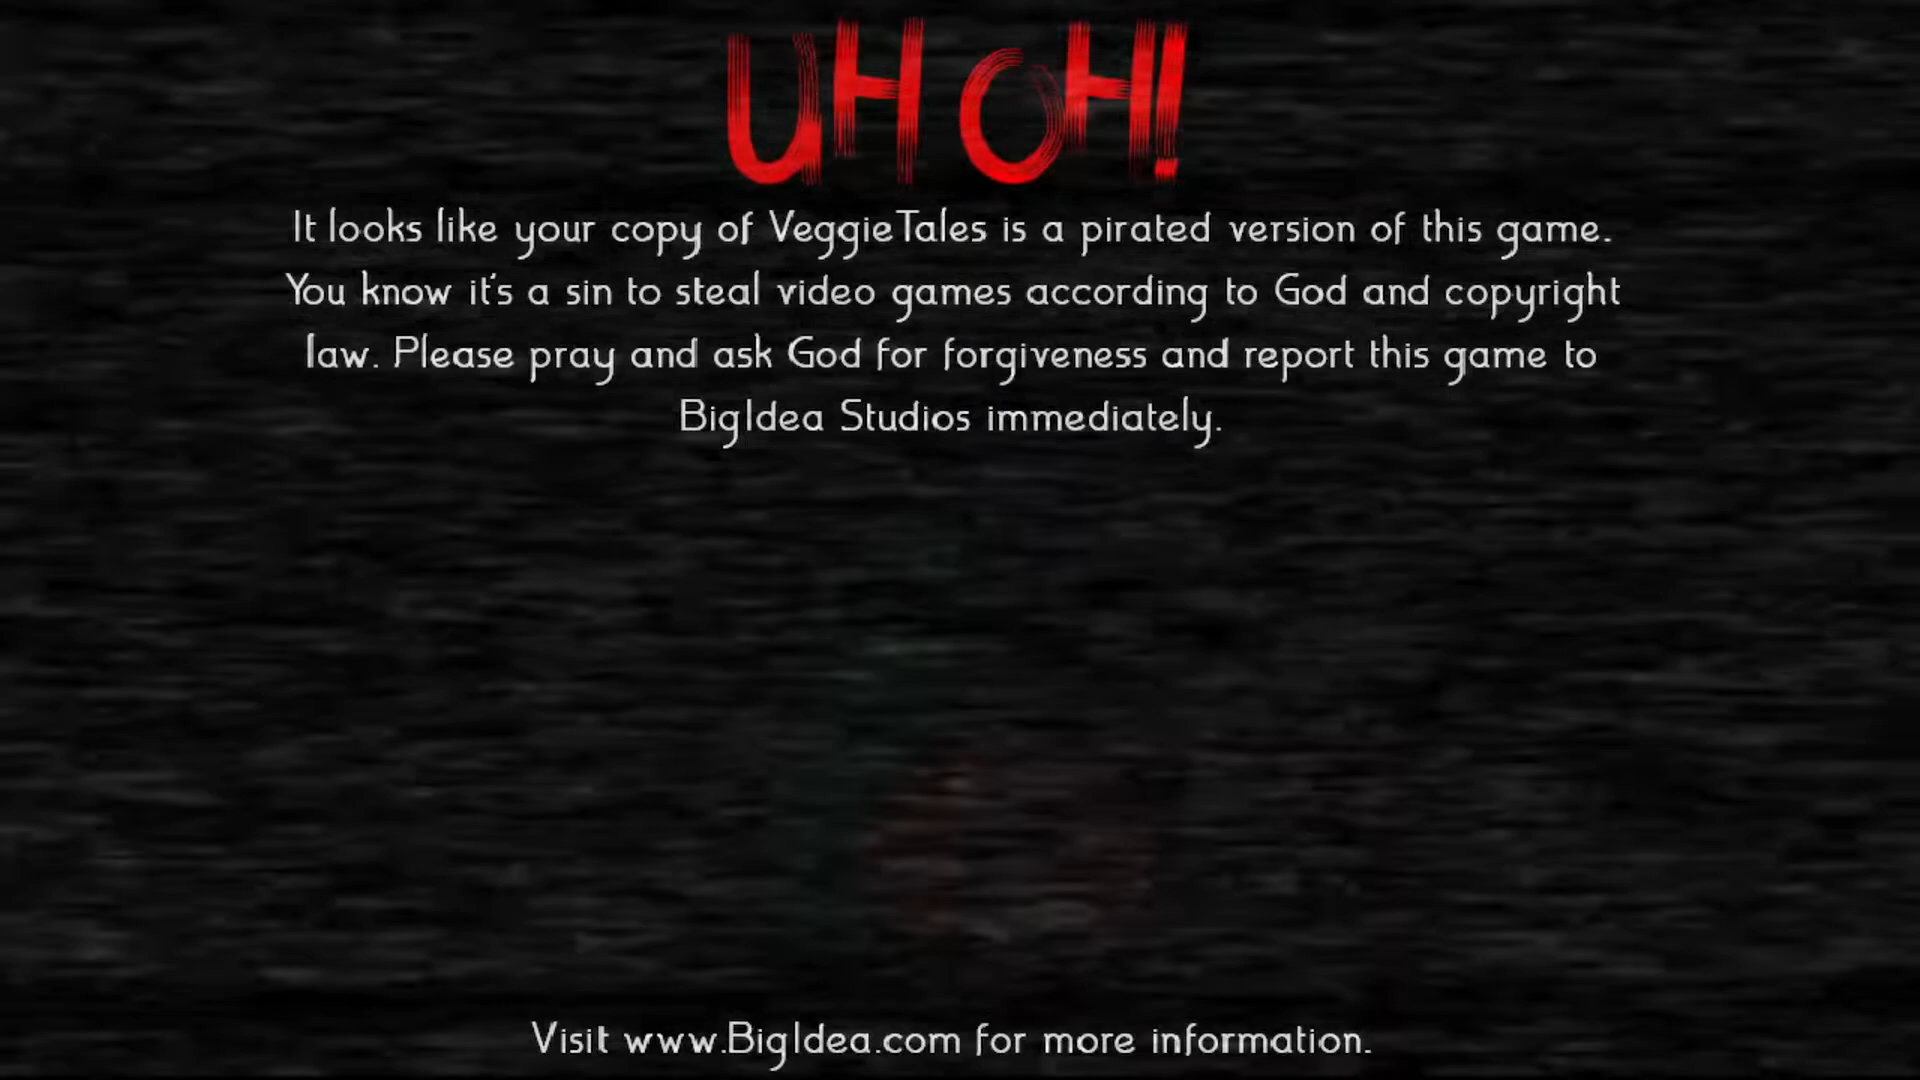 UH OH!
It looks like your copy of VeggieTales is a pirated version of this game.
You know it's a sin to steal video games according to God and copyright
law. Please pray and ask God for forgiveness and report this game to
BigIdea Studios immediately.
Visit www.BigIdea.com for more information.